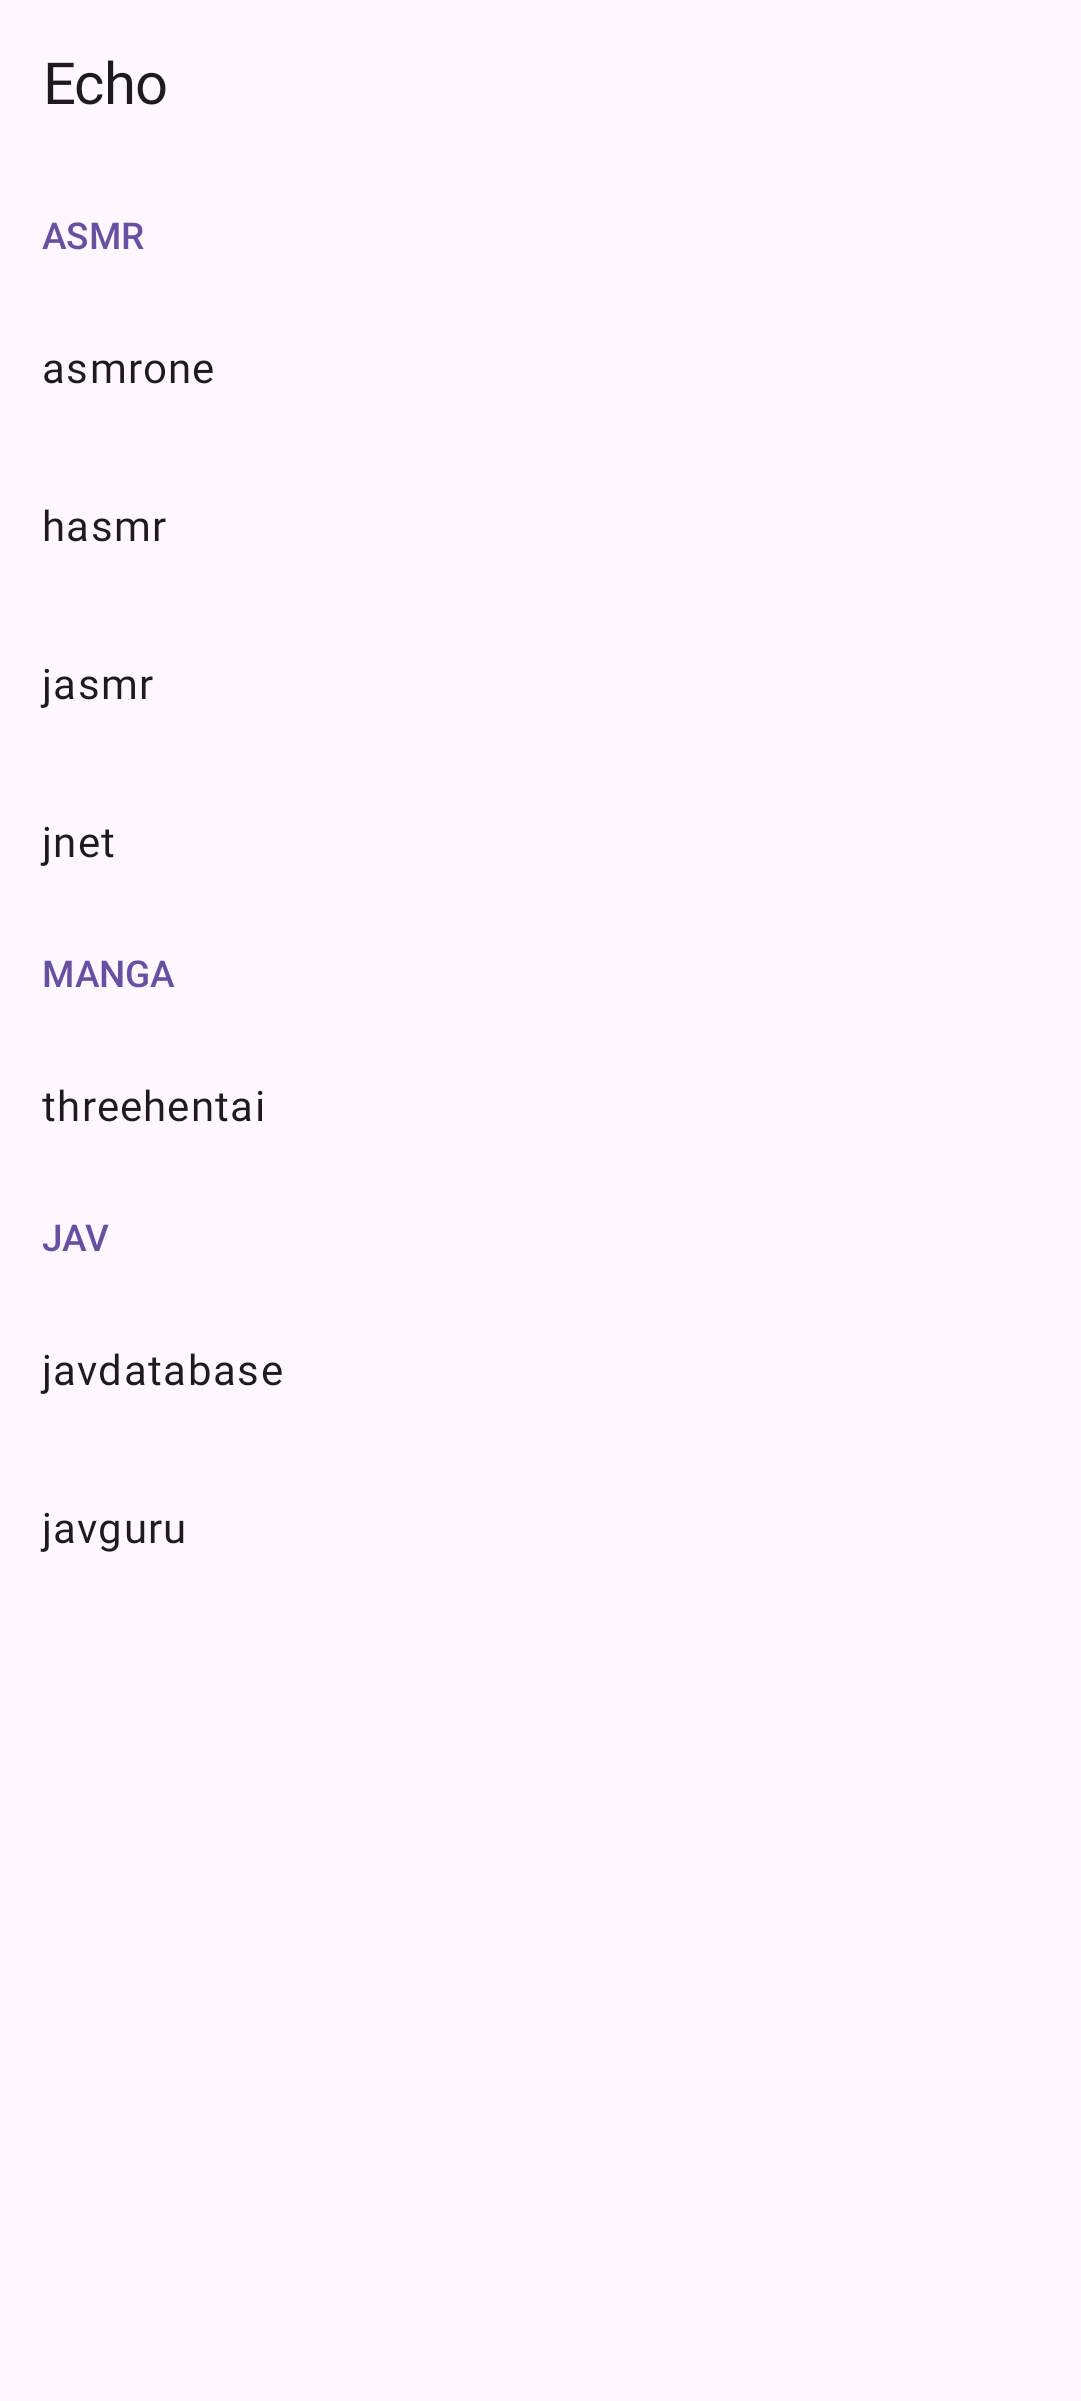 Echo
ASMR
asmrone
hasmr
jasmr
jnet
MANGA
threehentai
JAV
javdatabase
javguru